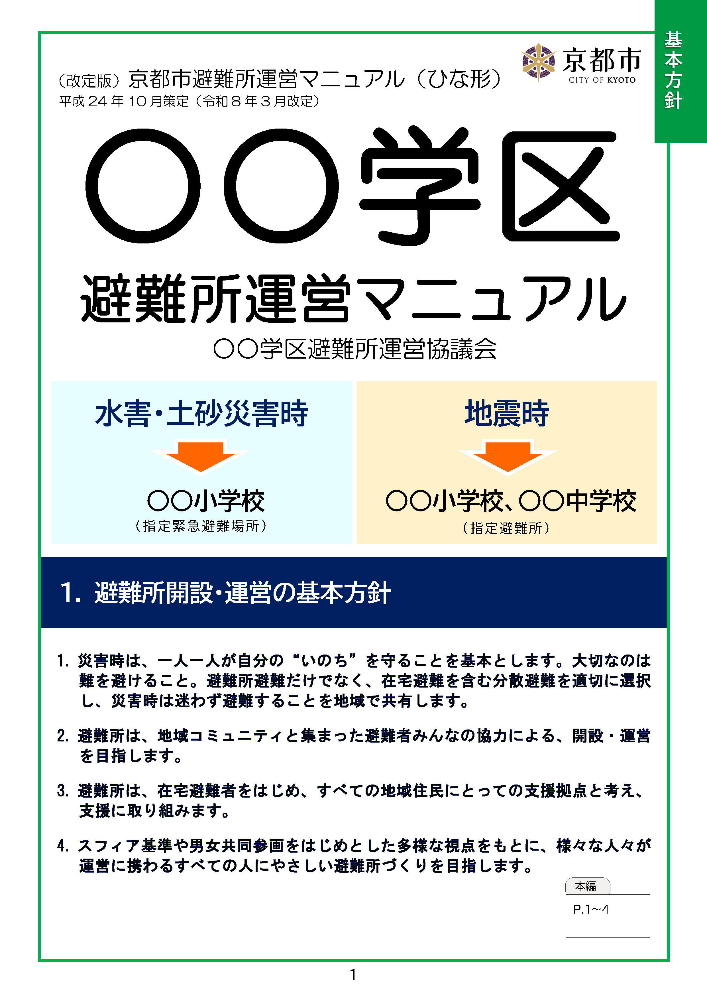 基本方針
京都市
CITY OF KYOTO
（改定版）京都市避難所運営マニュアル（ひな形）
平成24年10月策定（令和8年3月改定）
〇〇学区
避難所運営マニュアル
〇〇学区避難所運営協議会
水害・土砂災害時
〇〇小学校
（指定緊急避難場所）
地震時
〇〇小学校、〇〇中学校
（指定避難所）
1. 避難所開設・運営の基本方針
1. 災害時は、一人一人が自分の“いのち”を守ることを基本とします。大切なのは
難を避けること。避難所避難だけでなく、在宅避難を含む分散避難を適切に選択
し、災害時は迷わず避難することを地域で共有します。
2. 避難所は、地域コミュニティと集まった避難者みんなの協力による、開設・運営
を目指します。
3. 避難所は、在宅避難者をはじめ、すべての地域住民にとっての支援拠点と考え、
支援に取り組みます。
4. スフィア基準や男女共同参画をはじめとした多様な視点をもとに、様々な人々が
運営に携わるすべての人にやさしい避難所づくりを目指します。
本編
P.1～4
1